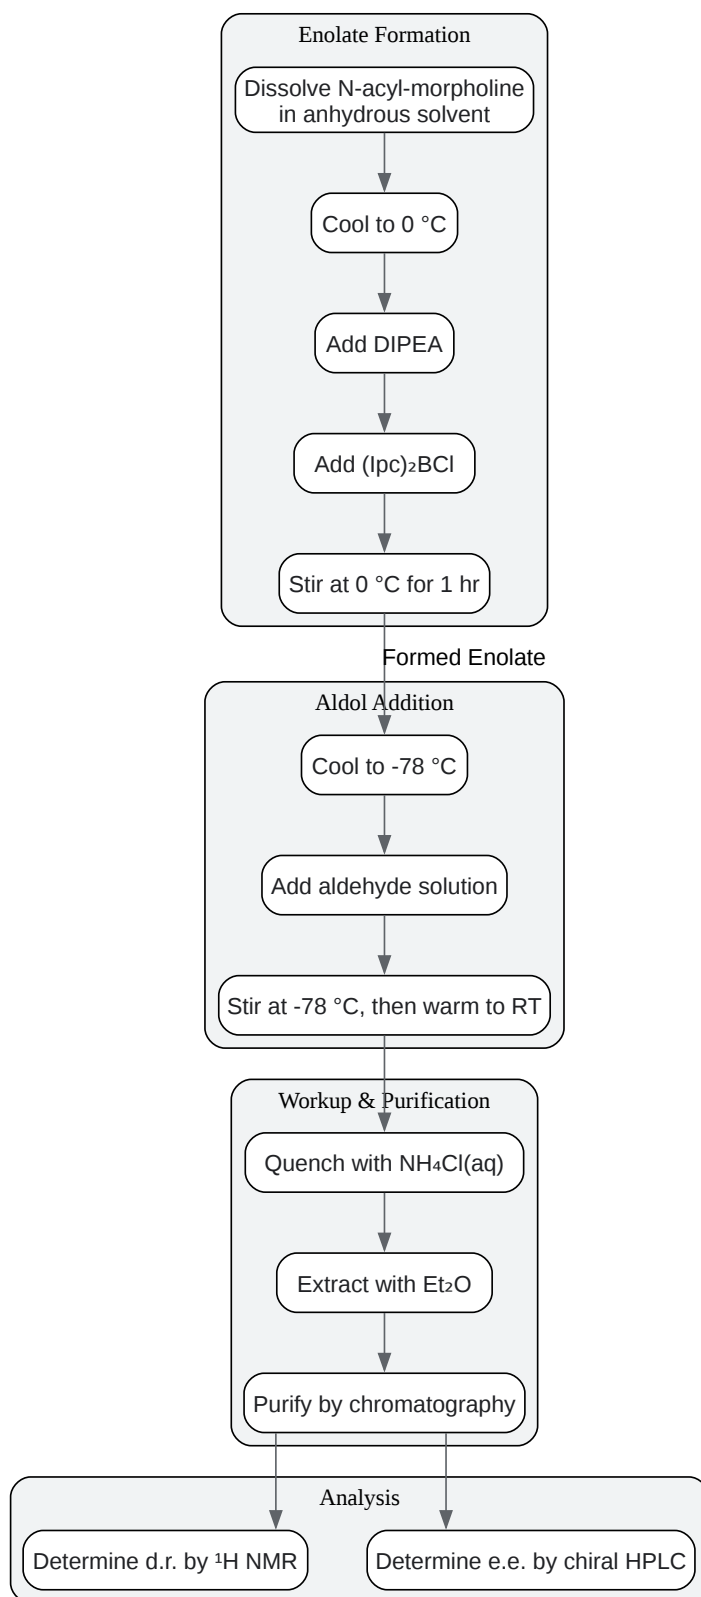 Enolate Formation
Dissolve N-acyl-morpholine
in anhydrous solvent
Cool to 0 °C
Add DIPEA
Add (Ipc)₂BCl
Stir at 0 °C for 1 hr
Formed Enolate
Aldol Addition
Cool to -78 °C
Add aldehyde solution
Stir at -78 °C, then warm to RT
Workup & Purification
Quench with NH₄Cl(aq)
Extract with Et₂O
Purify by chromatography
Analysis
Determine d.r. by ¹H NMR
Determine e.e. by chiral HPLC